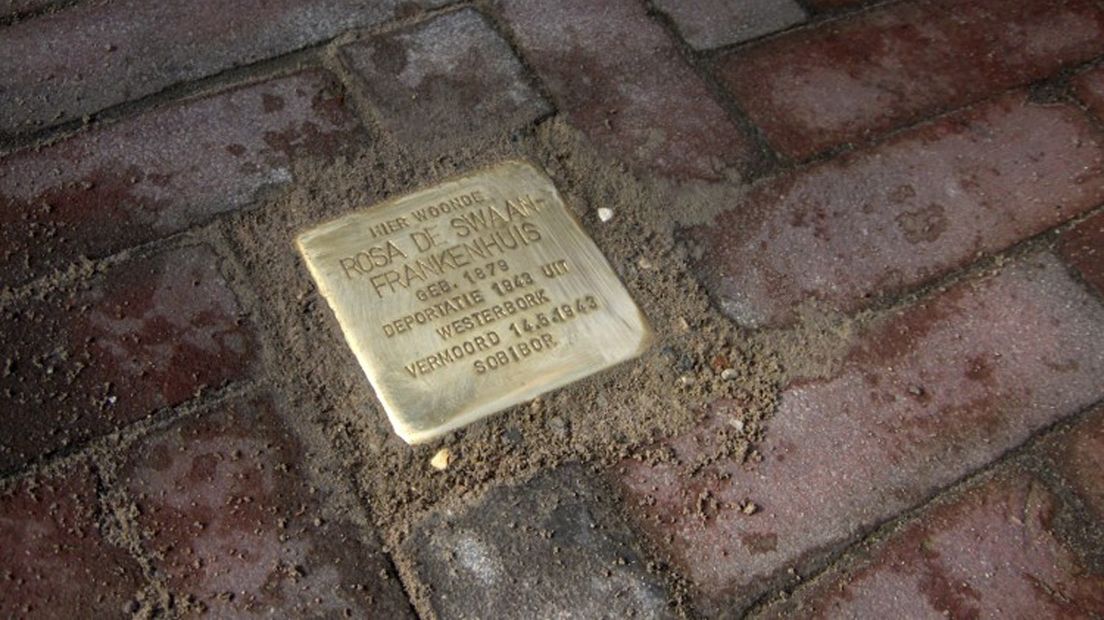 HIER WOONDE
ROSA DE SWAAN-
FRANKENHUIS
GEB. 1879
DEPORTATIE 1943 UIT
WESTERBORK
VERMOORD 14.5.1943
SOBIBOR